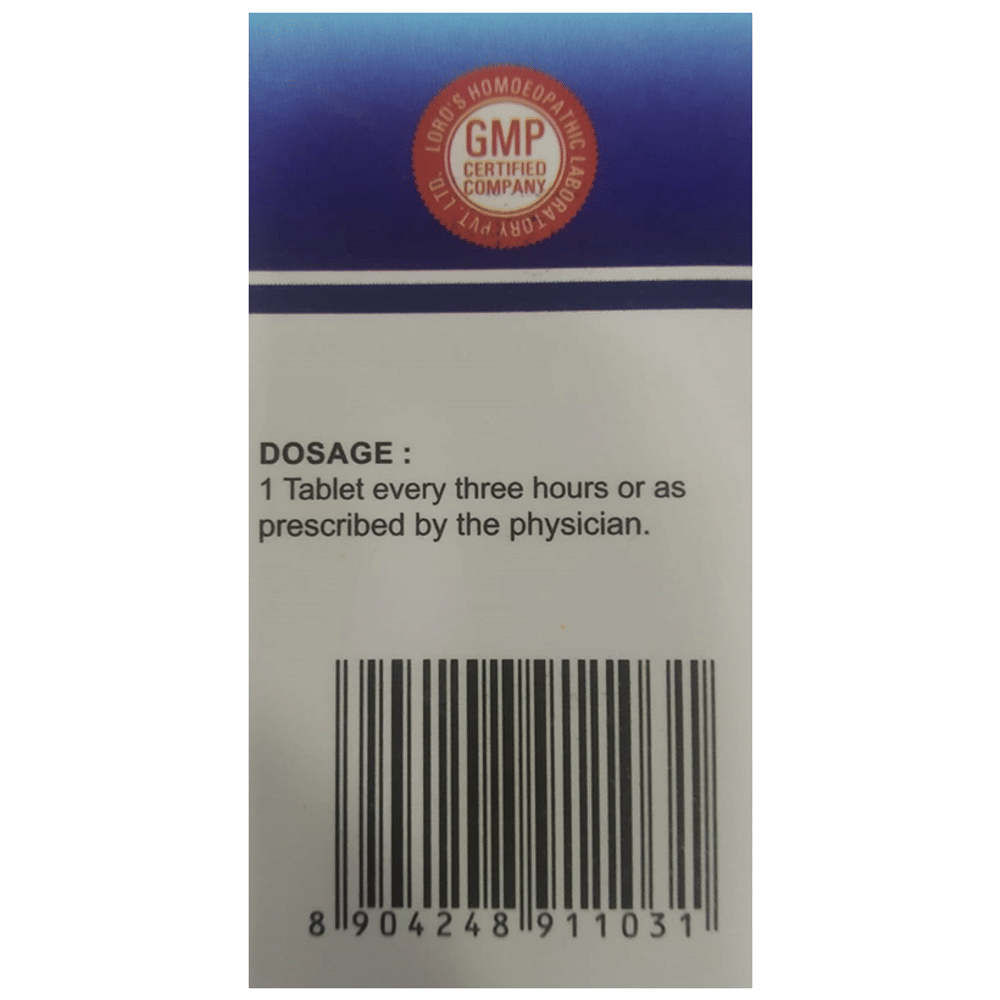 LORD'S HOMOEOPATHIC LABORATORY PVT. LTD.
GMP
CERTIFIED
COMPANY
DOSAGE :
1 Tablet every three hours or as
prescribed by the physician.
8 904248 911031